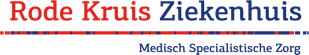 Rode Kruis Ziekenhuis
Medisch Specialistische Zorg